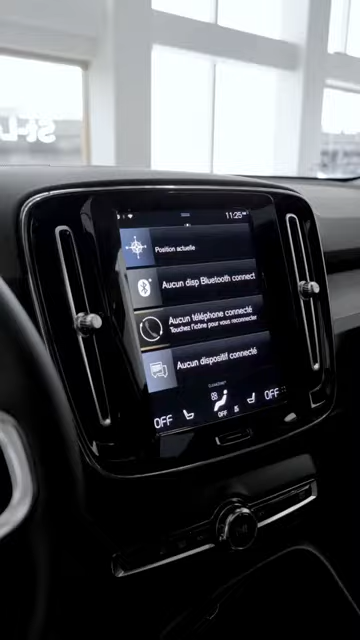 St-L
11:25
Position actuelle
Aucun disp Bluetooth connect
Aucun téléphone connecté
Touchez l'icône pour vous reconnecter
Aucun dispositif connecté
OFF
OFF
OFF